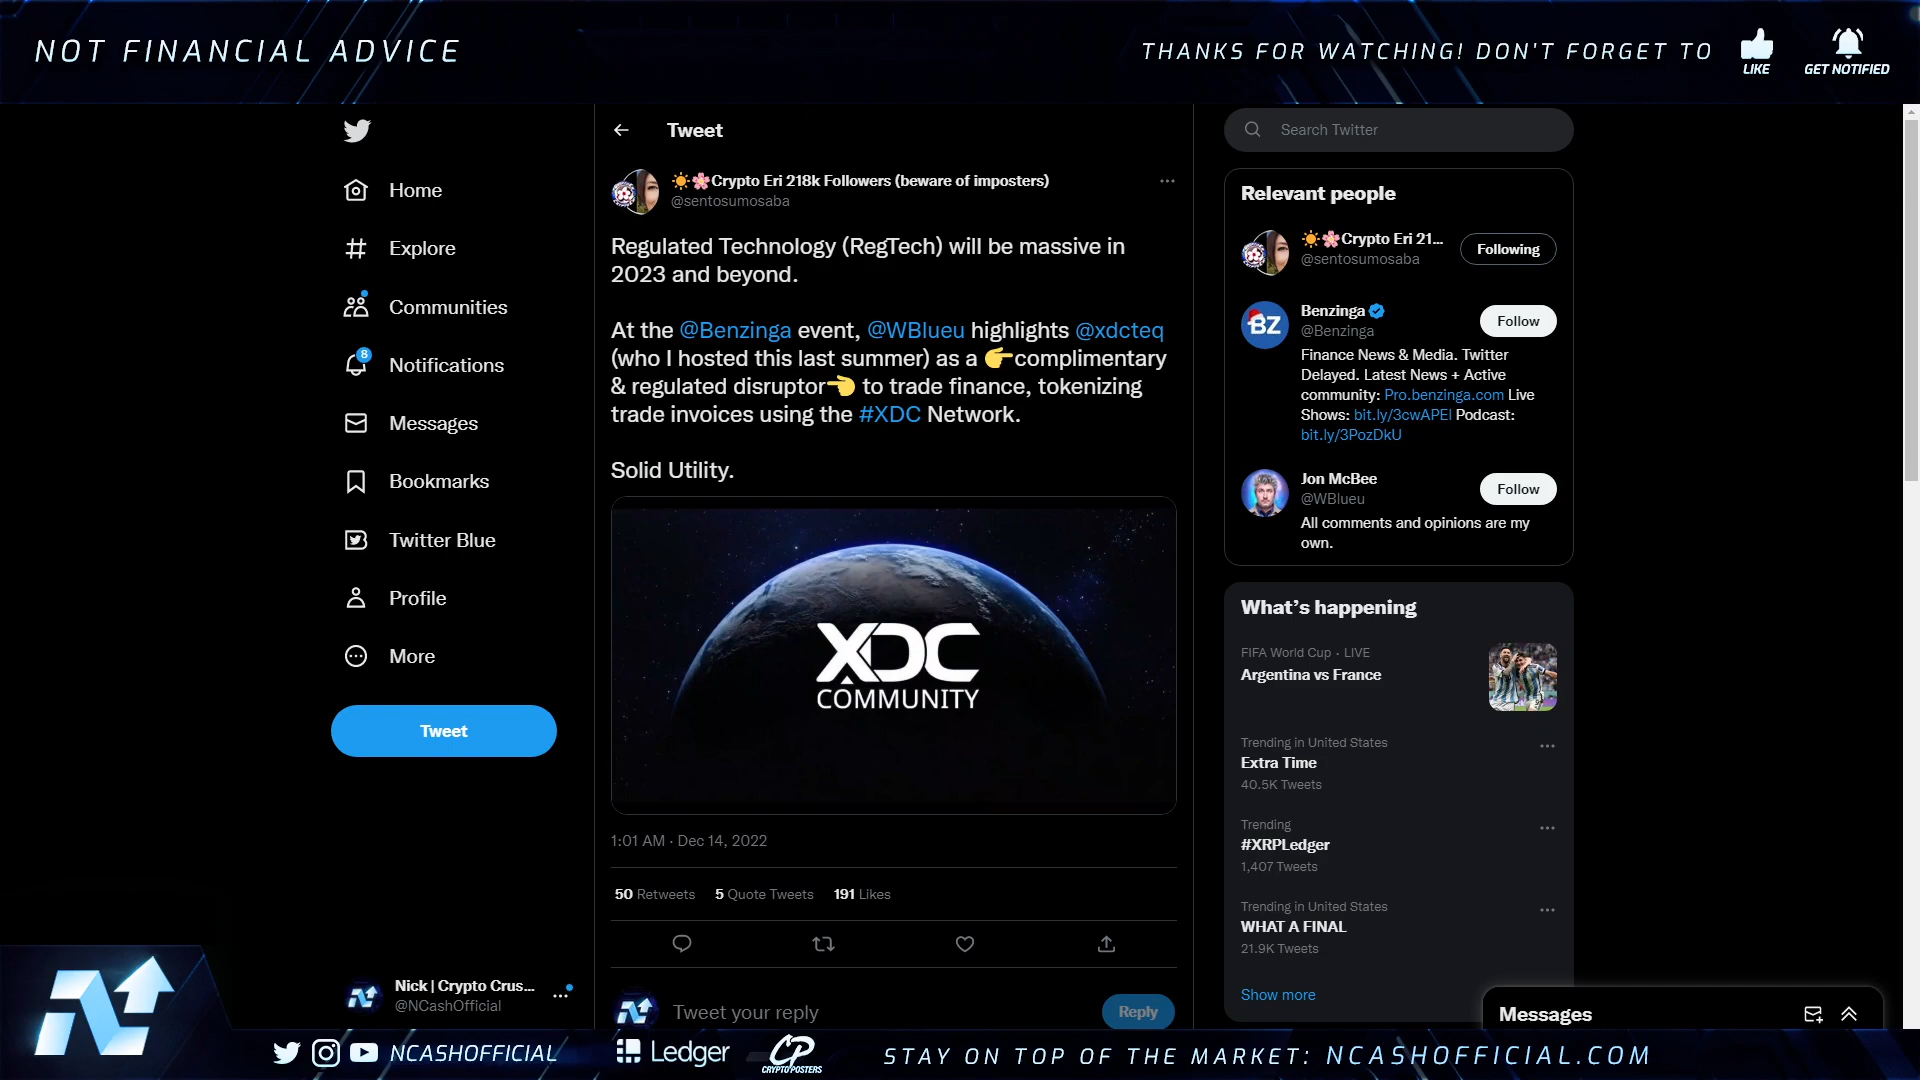 NOT FINANCIAL ADVICE
THANKS FOR WATCHING! DON'T FORGET TO
LIKE
GET NOTIFIED
Home
Explore
Communities
8
Notifications
Messages
Bookmarks
Twitter Blue
Profile
More
Tweet
Nick | Crypto Crus...
@NCashOfficial
Tweet
☀️🌸Crypto Eri 218k Followers (beware of imposters)
@sentosumosaba
Regulated Technology (RegTech) will be massive in
2023 and beyond.
At the @Benzinga event, @WBlueu highlights @xdcteq
(who I hosted this last summer) as a 👉complimentary
& regulated disruptor👈 to trade finance, tokenizing
trade invoices using the #XDC Network.
Solid Utility.
XDC
COMMUNITY
1:01 AM · Dec 14, 2022
50 Retweets 5 Quote Tweets 191 Likes
Tweet your reply
Reply
Search Twitter
Relevant people
☀️🌸Crypto Eri 21...
@sentosumosaba
Following
BZ
Benzinga
@Benzinga
Follow
Finance News & Media. Twitter
Delayed. Latest News + Active
community: Pro.benzinga.com Live
Shows: bit.ly/3cwAPEl Podcast:
bit.ly/3PozDkU
Jon McBee
@WBlueu
Follow
All comments and opinions are my
own.
What's happening
FIFA World Cup · LIVE
Argentina vs France
Trending in United States
Extra Time
40.5K Tweets
Trending
#XRPLedger
1,407 Tweets
Trending in United States
WHAT A FINAL
21.9K Tweets
Show more
Messages
NCASHOFFICIAL
Ledger
CP
CRYPTO POSTERS
STAY ON TOP OF THE MARKET: NCASHOFFICIAL.COM